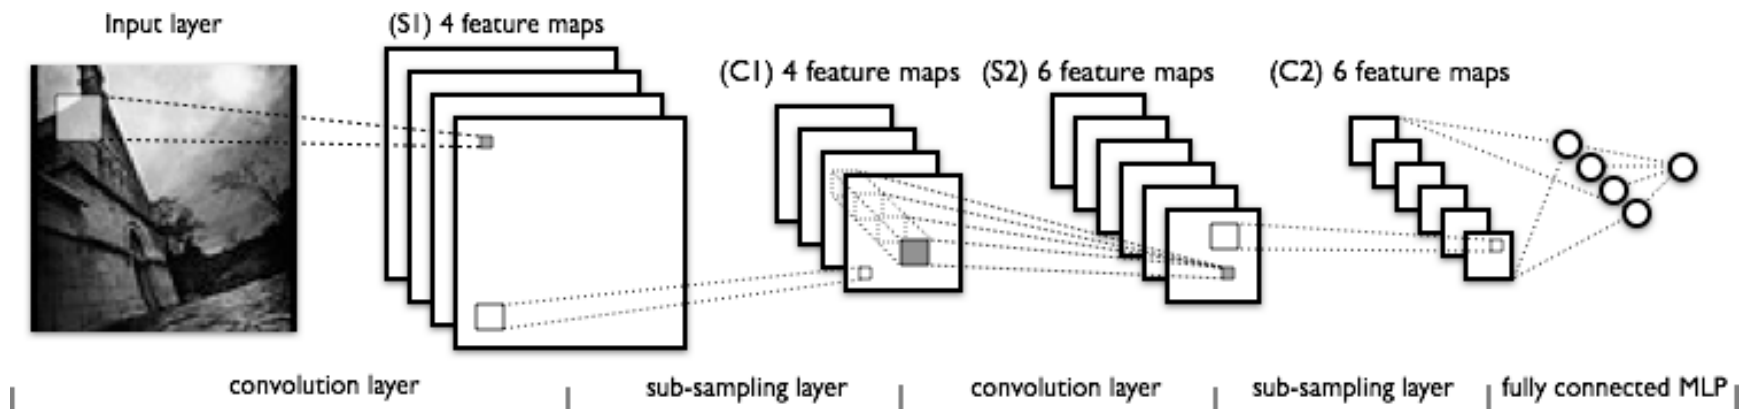 Input layer
(S1) 4 feature maps
(C1) 4 feature maps
(S2) 6 feature maps
(C2) 6 feature maps
convolution layer
sub-sampling layer
convolution layer
sub-sampling layer
fully connected MLP